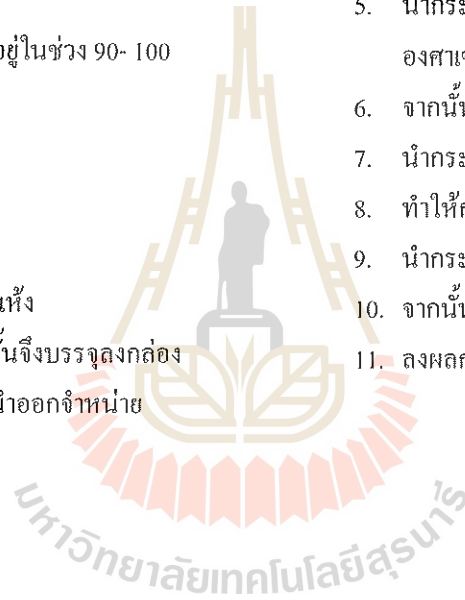 อยู่ในช่วง 90- 100
ห้ง
นั้นจึงบรรจุลงกล่อง
นำออกจำหน่าย
5. นำกระ
องศาเซ
6. จากนั้น
7. นำกระ
8. ทำให้
9. นำกระ
10. จากนั้น
11. ลงผล
มหาวิทยาลัยเทคโนโลยีสุรนารี